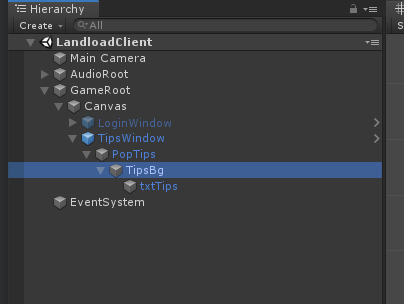 Hierarchy
Create All
LandloadClient
Main Camera
AudioRoot
GameRoot
Canvas
LoginWindow
TipsWindow
PopTips
TipsBg
txtTips
EventSystem